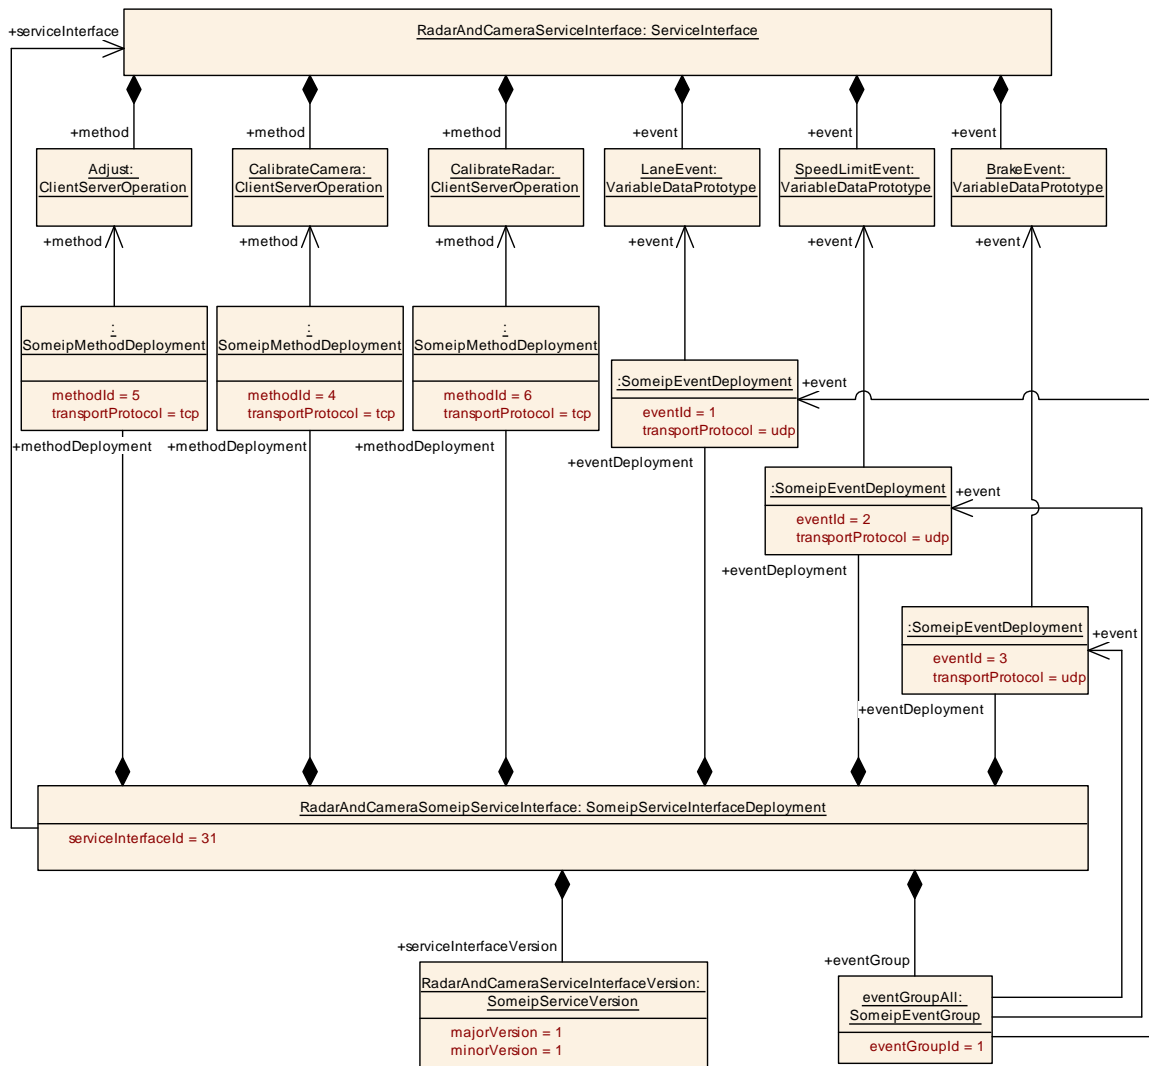 +serviceInterface
RadarAndCameraServiceInterface: ServiceInterface
+method
+method
+method
+event
+event
+event
Adjust:
ClientServerOperation
CalibrateCamera:
ClientServerOperation
CalibrateRadar:
ClientServerOperation
LaneEvent:
VariableDataPrototype
SpeedLimitEvent:
VariableDataPrototype
BrakeEvent:
VariableDataPrototype
+method
+method
+method
+event
+event
+event
:
SomeipMethodDeployment
methodId = 5
transportProtocol = tcp
:
SomeipMethodDeployment
methodId = 4
transportProtocol = tcp
:
SomeipMethodDeployment
methodId = 6
transportProtocol = tcp
:SomeipEventDeployment
eventId = 1
transportProtocol = udp
+event
+methodDeployment
+methodDeployment
+methodDeployment
+eventDeployment
:SomeipEventDeployment
eventId = 2
transportProtocol = udp
+event
+eventDeployment
:SomeipEventDeployment
eventId = 3
transportProtocol = udp
+event
+eventDeployment
RadarAndCameraSomeipServiceInterface: SomeipServiceInterfaceDeployment
serviceInterfaceId = 31
+serviceInterfaceVersion
+eventGroup
RadarAndCameraServiceInterfaceVersion:
SomeipServiceVersion
majorVersion = 1
minorVersion = 1
eventGroupAll:
SomeipEventGroup
eventGroupId = 1